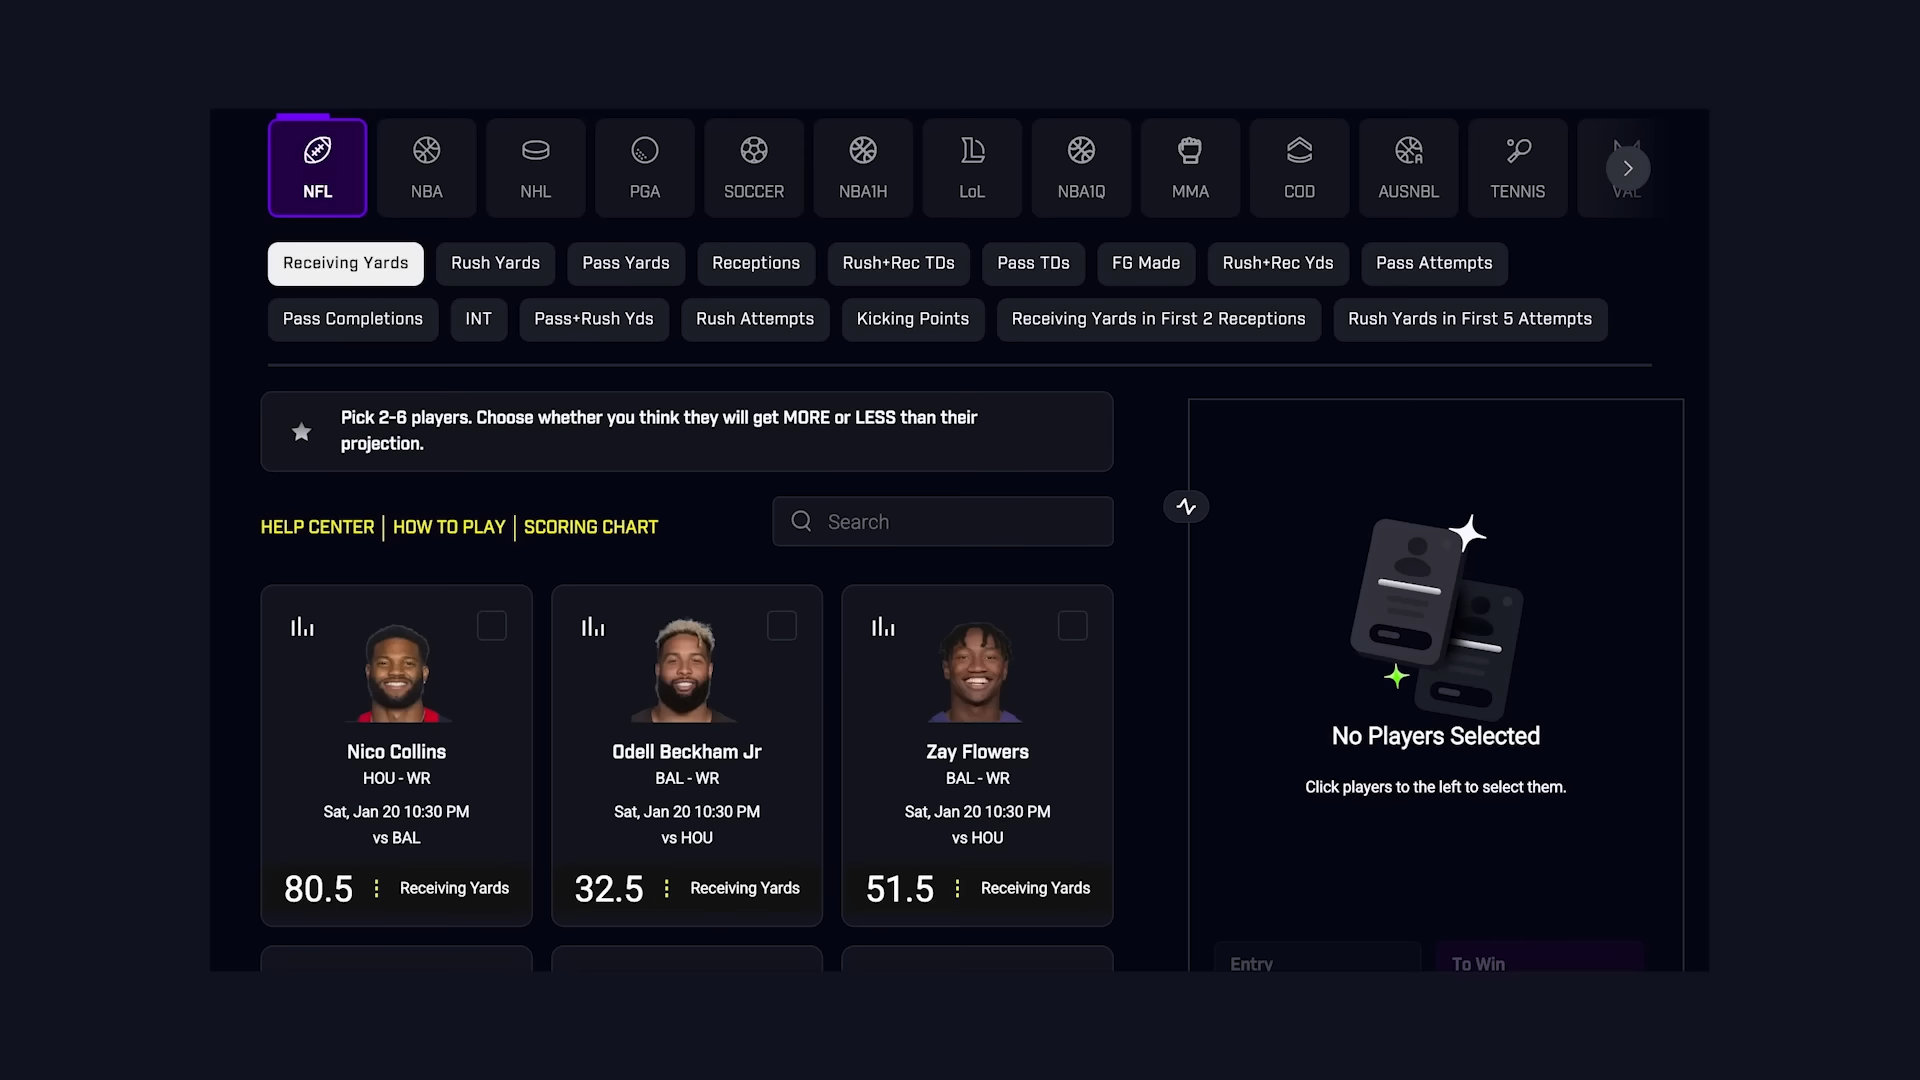 NFL
NBA
NHL
PGA
SOCCER
NBA1H
LoL
NBA1Q
MMA
COD
AUSNBL
TENNIS
VAL
Receiving Yards
Rush Yards
Pass Yards
Receptions
Rush+Rec TDs
Pass TDs
FG Made
Rush+Rec Yds
Pass Attempts
Pass Completions
INT
Pass+Rush Yds
Rush Attempts
Kicking Points
Receiving Yards in First 2 Receptions
Rush Yards in First 5 Attempts
Pick 2-6 players. Choose whether you think they will get MORE or LESS than their
projection.
HELP CENTER
HOW TO PLAY
SCORING CHART
Search
Nico Collins
HOU - WR
Sat, Jan 20 10:30 PM
vs BAL
80.5
Receiving Yards
Odell Beckham Jr
BAL - WR
Sat, Jan 20 10:30 PM
vs HOU
32.5
Receiving Yards
Zay Flowers
BAL - WR
Sat, Jan 20 10:30 PM
vs HOU
51.5
Receiving Yards
No Players Selected
Click players to the left to select them.
Entry
To Win